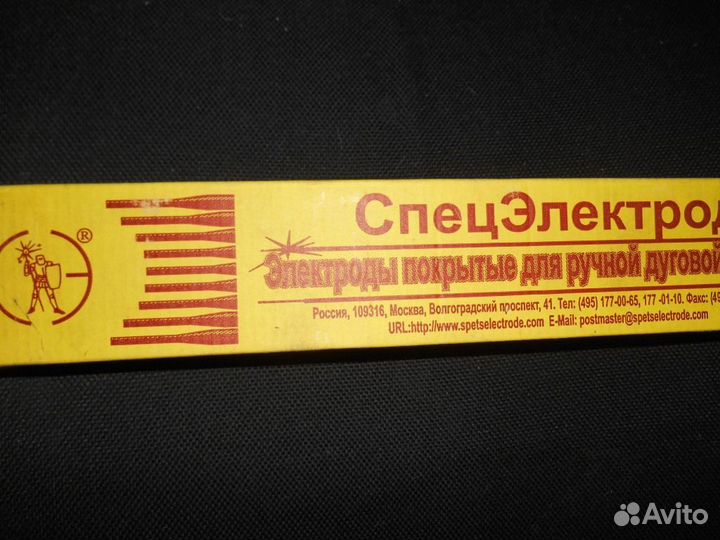 СпецЭлектрод
Электроды покрытые для ручной дуговой
Россия, 109316, Москва, Волгоградский проспект, 41. Тел: (495) 177-00-65, 177 -01-10. Факс: (49
URL:http://www.spetselectrode.com E-Mail: postmaster@spetselectrode.com
®
Avito